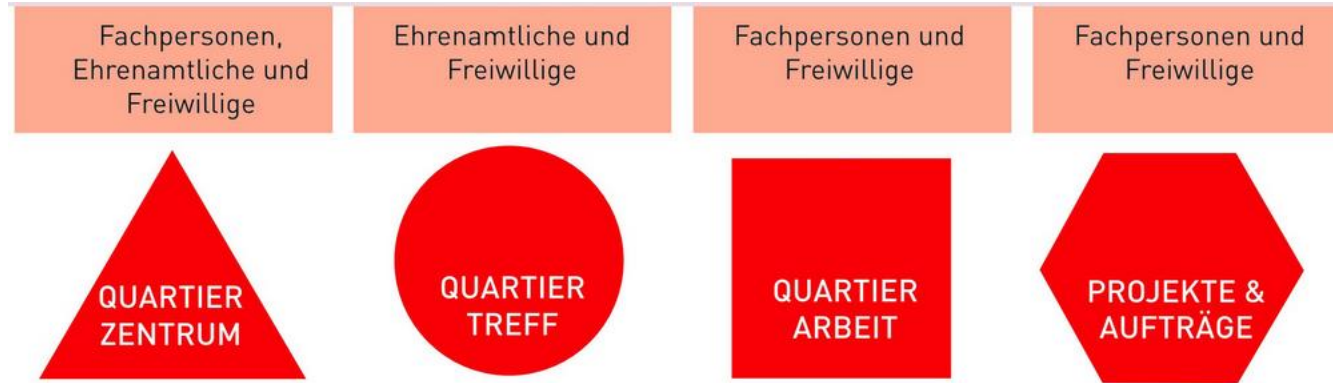 Fachpersonen,
Ehrenamtliche und
Freiwillige
Ehrenamtliche und
Freiwillige
Fachpersonen und
Freiwillige
Fachpersonen und
Freiwillige
QUARTIER
ZENTRUM
QUARTIER
TREFF
QUARTIER
ARBEIT
PROJEKTE &
AUFTRÄGE